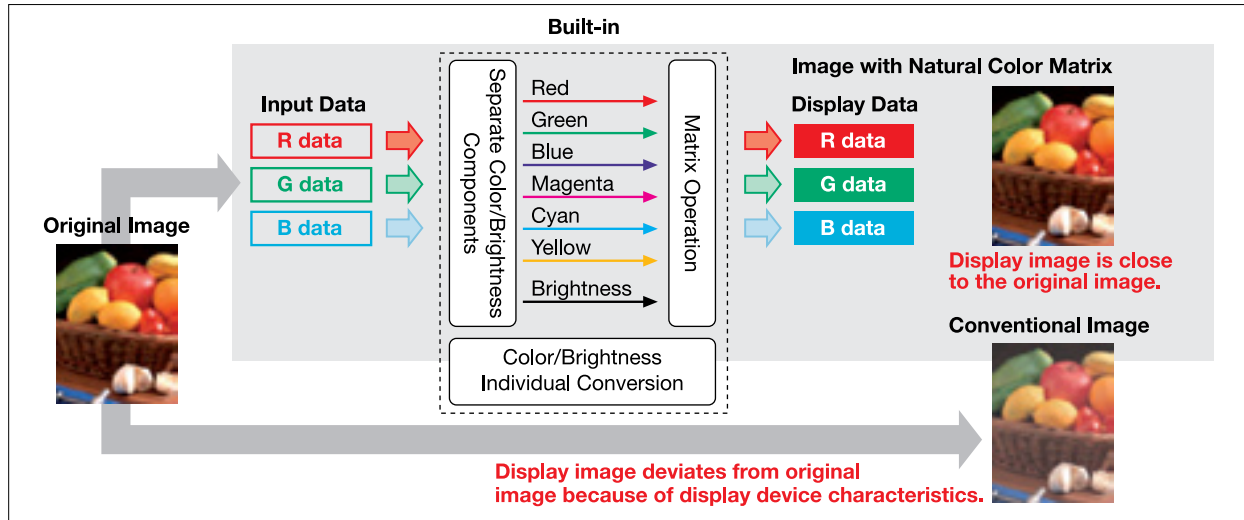 Built-in
Original Image
Input Data
R data
G data
B data
Separate Color/Brightness
Components
Red
Green
Blue
Magenta
Cyan
Yellow
Brightness
Matrix Operation
Color/Brightness
Individual Conversion
Image with Natural Color Matrix
Display Data
R data
G data
B data
Display image is close
to the original image.
Conventional Image
Display image deviates from original
image because of display device characteristics.